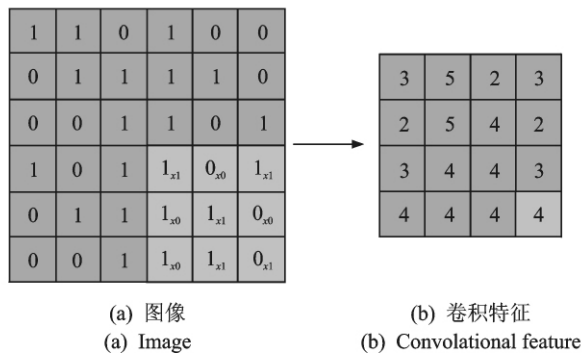 1 1 0 1 0 0
0 1 1 1 1 0
0 0 1 1 0 1
1 0 1 1x1 0x0 1x1
0 1 1 1x0 1x1 0x0
0 0 1 1x0 1x1 0x1
3 5 2 3
2 5 4 2
3 4 4 3
4 4 4 4
(a) 图像
(a) Image
(b) 卷积特征
(b) Convolational feature